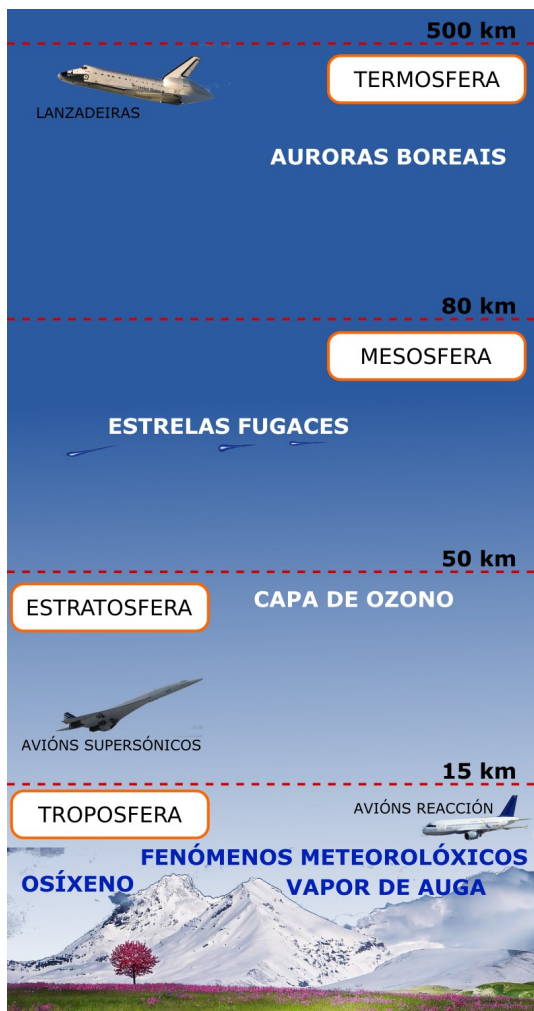 500 km
TERMOSFERA
LANZADEIRAS
AURORAS BOREAIS
80 km
MESOSFERA
ESTRELAS FUGACES
50 km
ESTRATOSFERA
CAPA DE OZONO
AVIÓNS SUPERSÓNICOS
15 km
TROPOSFERA
AVIÓNS REACCIÓN
FENÓMENOS METEOROLÓXICOS
OSÍXENO
VAPOR DE AUGA